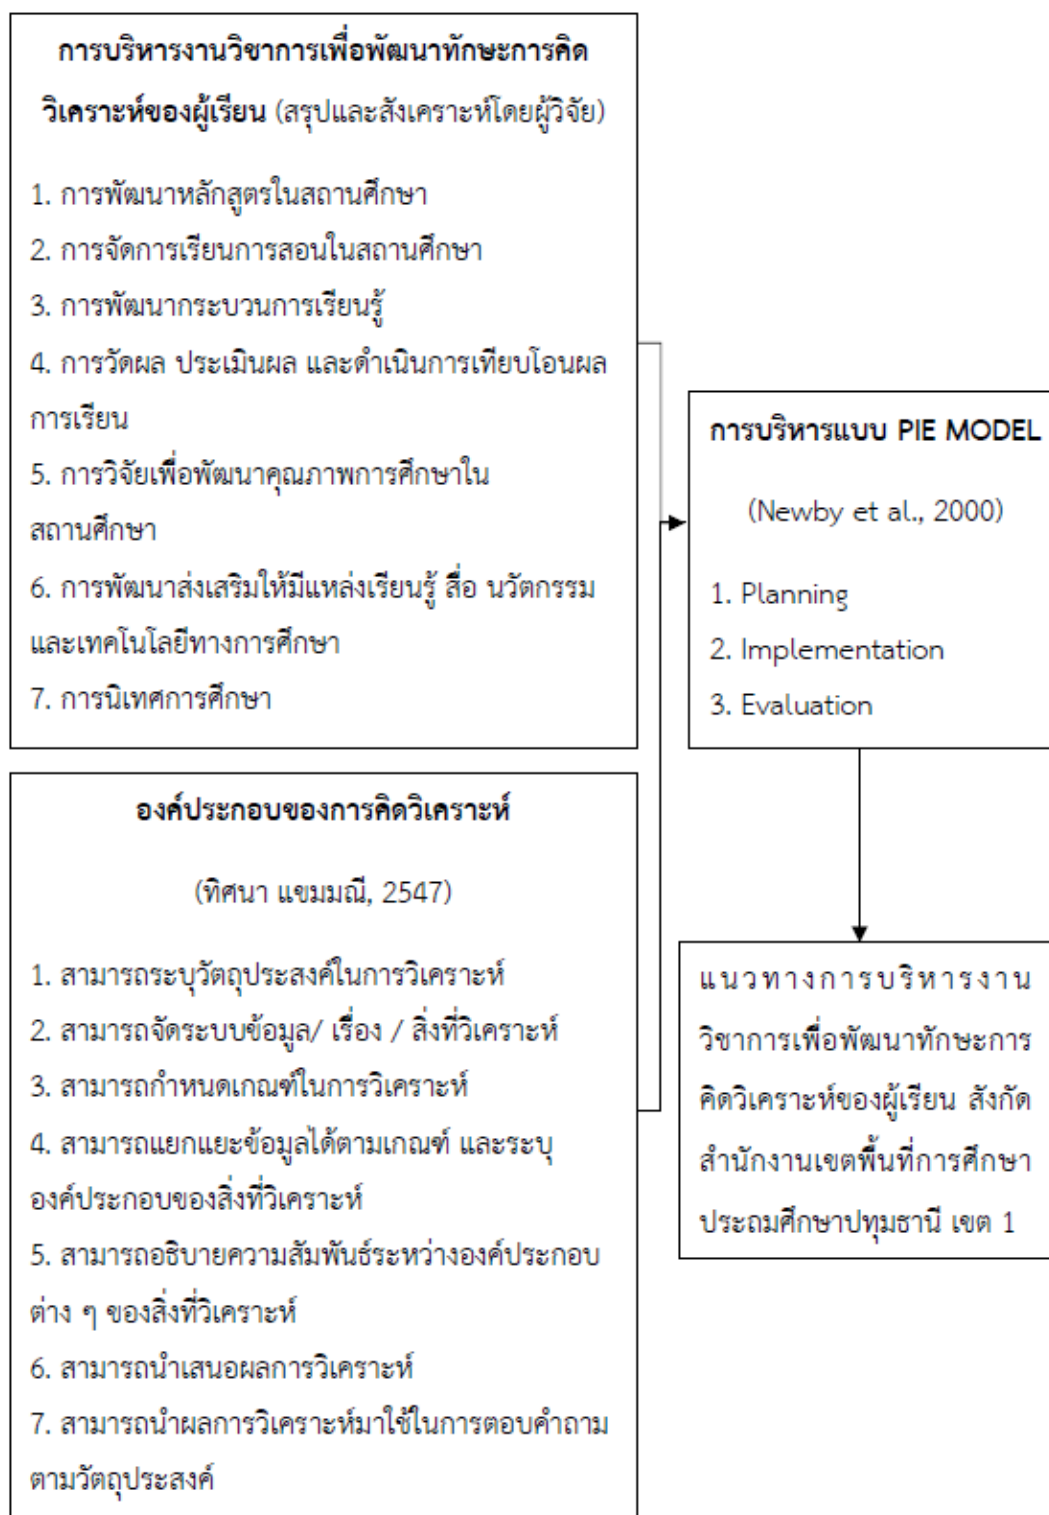 การบริหารงานวิชาการเพื่อพัฒนาทักษะการคิด
วิเคราะห์ของผู้เรียน (สรุปและสังเคราะห์โดยผู้วิจัย)
1. การพัฒนาหลักสูตรในสถานศึกษา
2. การจัดการเรียนการสอนในสถานศึกษา
3. การพัฒนากระบวนการเรียนรู้
4. การวัดผล ประเมินผล และดำเนินการเทียบโอนผล
การเรียน
5. การวิจัยเพื่อพัฒนาคุณภาพการศึกษาใน
สถานศึกษา
6. การพัฒนาส่งเสริมให้มีแหล่งเรียนรู้ สื่อ นวัตกรรม
และเทคโนโลยีทางการศึกษา
7. การนิเทศการศึกษา
องค์ประกอบของการคิดวิเคราะห์
(ทิศนา แขมมณี, 2547)
1. สามารถระบุวัตถุประสงค์ในการวิเคราะห์
2. สามารถจัดระบบข้อมูล/ เรื่อง / สิ่งที่วิเคราะห์
3. สามารถกำหนดเกณฑ์ในการวิเคราะห์
4. สามารถแยกแยะข้อมูลได้ตามเกณฑ์ และระบุ
องค์ประกอบของสิ่งที่วิเคราะห์
5. สามารถอธิบายความสัมพันธ์ระหว่างองค์ประกอบ
ต่าง ๆ ของสิ่งที่วิเคราะห์
6. สามารถนำเสนอผลการวิเคราะห์
7. สามารถนำผลการวิเคราะห์มาใช้ในการตอบคำถาม
ตามวัตถุประสงค์
การบริหารแบบ PIE MODEL
(Newby et al., 2000)
1. Planning
2. Implementation
3. Evaluation
แนวทางการบริหารงาน
วิชาการเพื่อพัฒนาทักษะการ
คิดวิเคราะห์ของผู้เรียน สังกัด
สำนักงานเขตพื้นที่การศึกษา
ประถมศึกษาปทุมธานี เขต 1